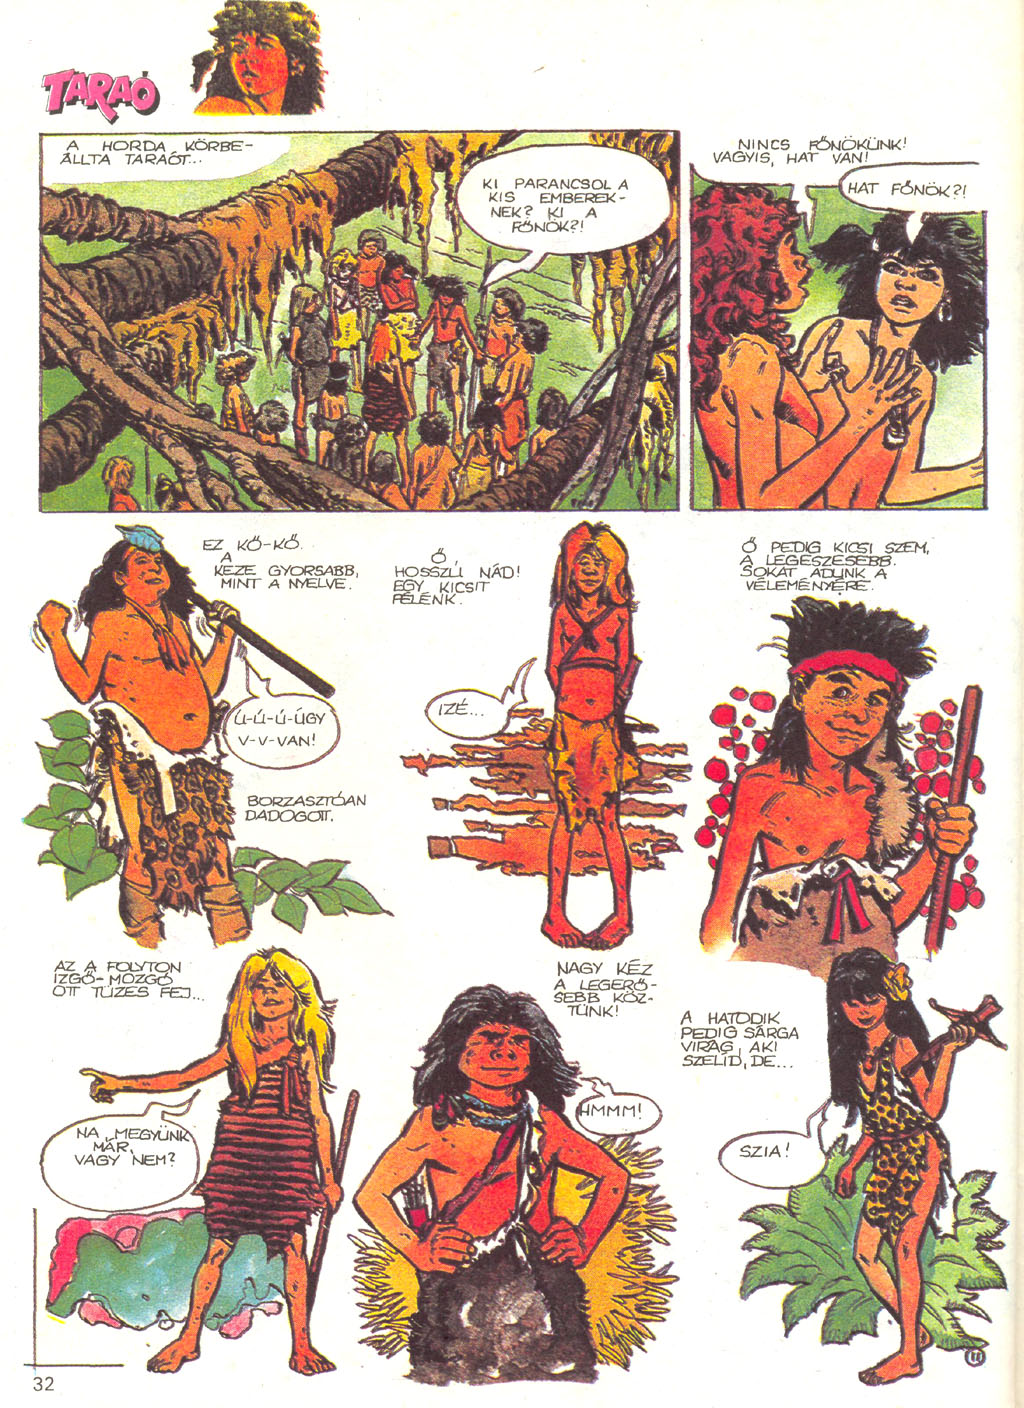 TARAÓ
A HORDA KÖRBE-
ÁLLTA TARAÓT...
KI PARANCSOL A
KIS EMBEREK-
NEK? KI A
FŐNÖK?!
NINCS FŐNÖKÜNK!
VAGYIS, HAT VAN!
HAT FŐNÖK?!
EZ KŐ-KŐ.
A
KEZE GYORSABB,
MINT A NYELVE.
Ú-Ú-Ú-ÚGY
V-V-VAN!
BORZASZTÓAN
DADOGOTT.
Ő,
HOSSZÚ NÁD!
EGY KICSIT
FÉLÉNK.
IZÉ...
Ő PEDIG KICSI SZEM,
A LEGESZESEBB.
SOKAT ADUNK A
VÉLEMÉNYÉRE.
AZ A FOLYTON
IZGŐ-MOZGÓ
OTT TÜZES FEJ...
NA, MEGYÜNK
MÁR,
VAGY NEM?
NAGY KÉZ
A LEGERŐ-
SEBB KÖZ-
TÜNK!
HMMM!
A HATODIK
PEDIG SÁRGA
VIRÁG, AKI
SZELÍD, DE...
SZIA!
32